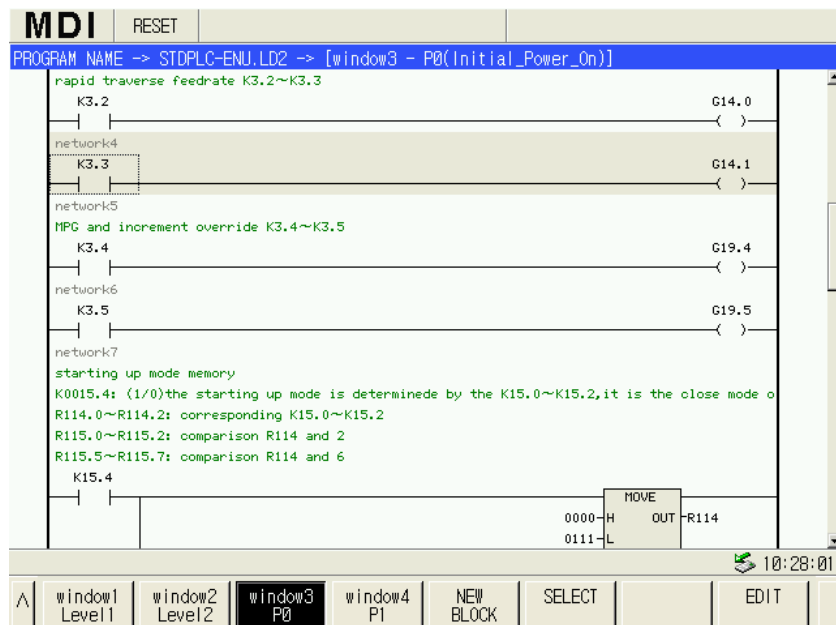 MDI RESET
PROGRAM NAME -> STDPLC-ENU.LD2 -> [window3 - P0(Initial_Power_On)]
rapid traverse feedrate K3.2~K3.3
K3.2 G14.0
network4
K3.3 G14.1
network5
MPG and increment override K3.4~K3.5
K3.4 G19.4
network6
K3.5 G19.5
network7
starting up mode memory
K0015.4: (1/0)the starting up mode is determinede by the K15.0~K15.2,it is the close mode o
R114.0~R114.2: corresponding K15.0~K15.2
R115.0~R115.2: comparison R114 and 2
R115.5~R115.7: comparison R114 and 6
K15.4
MOVE
0000-H OUT R114
0111-L
10:28:01
window1 window2 window3 window4 NEW SELECT EDIT
Level1 Level2 P0 P1 BLOCK